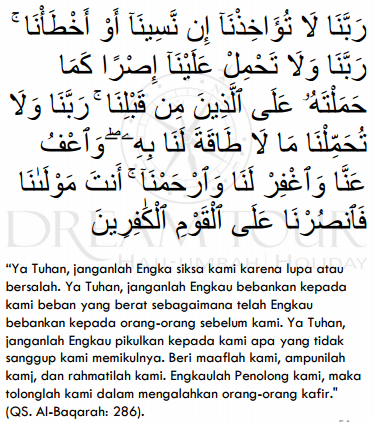 رَبَّنَا لَا تُؤَاخِذْنَآ إِن نَّسِينَآ أَوْ أَخْطَأْنَا ۚ
رَبَّنَا وَلَا تَحْمِلْ عَلَيْنَآ إِصْرًا كَمَا
حَمَلْتَهُۥ عَلَى ٱلَّذِينَ مِن قَبْلِنَا ۚ رَبَّنَا وَلَا
تُحَمِّلْنَا مَا لَا طَاقَةَ لَنَا بِهِۦ ۖ وَٱعْفُ
عَنَّا وَٱغْفِرْ لَنَا وَٱرْحَمْنَآ ۚ أَنتَ مَوْلَىٰنَا
فَٱنصُرْنَا عَلَى ٱلْقَوْمِ ٱلْكَٰفِرِينَ
DREAM TOUR
HAJI-UMRAH | HOLIDAY
“Ya Tuhan, janganlah Engka siksa kami karena lupa atau
bersalah. Ya Tuhan, janganlah Engkau bebankan kepada
kami beban yang berat sebagaimana telah Engkau
bebankan kepada orang-orang sebelum kami. Ya Tuhan,
janganlah Engkau pikulkan kepada kami apa yang tidak
sanggup kami memikulnya. Beri maaflah kami, ampunilah
kamj, dan rahmatilah kami. Engkaulah Penolong kami, maka
tolonglah kami dalam mengalahkan orang-orang kafir."
(QS. Al-Baqarah: 286).